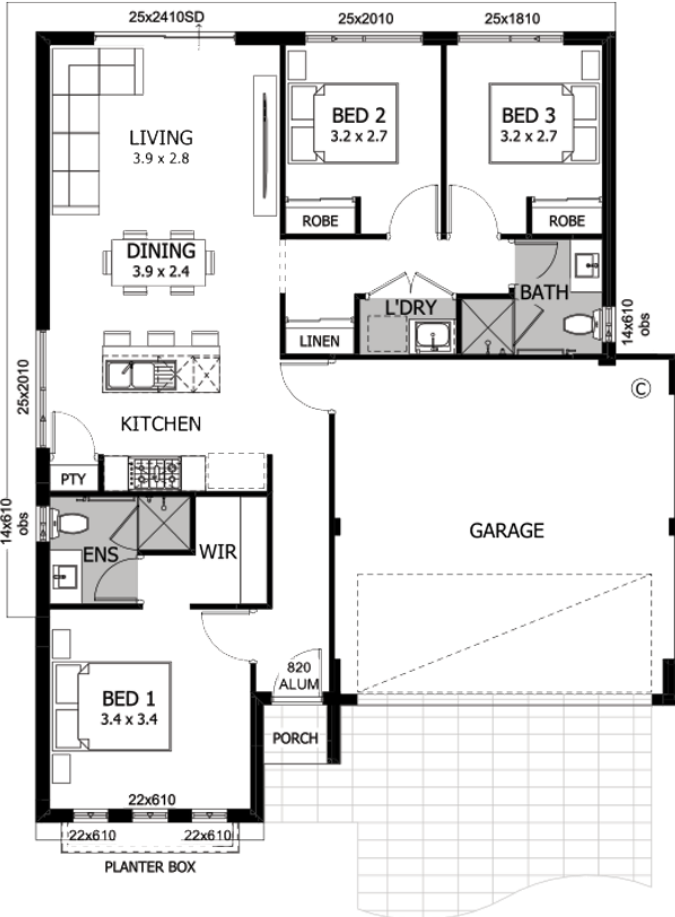 25x2410SD
25x2010
25x1810
LIVING
3.9 x 2.8
BED 2
3.2 x 2.7
BED 3
3.2 x 2.7
ROBE
ROBE
DINING
3.9 x 2.4
BATH
L'DRY
LINEN
14x610
obs
25x2010
KITCHEN
©
PTY
14x610
obs
ENS
WIR
GARAGE
820
ALUM
BED 1
3.4 x 3.4
PORCH
22x610
22x610
22x610
PLANTER BOX